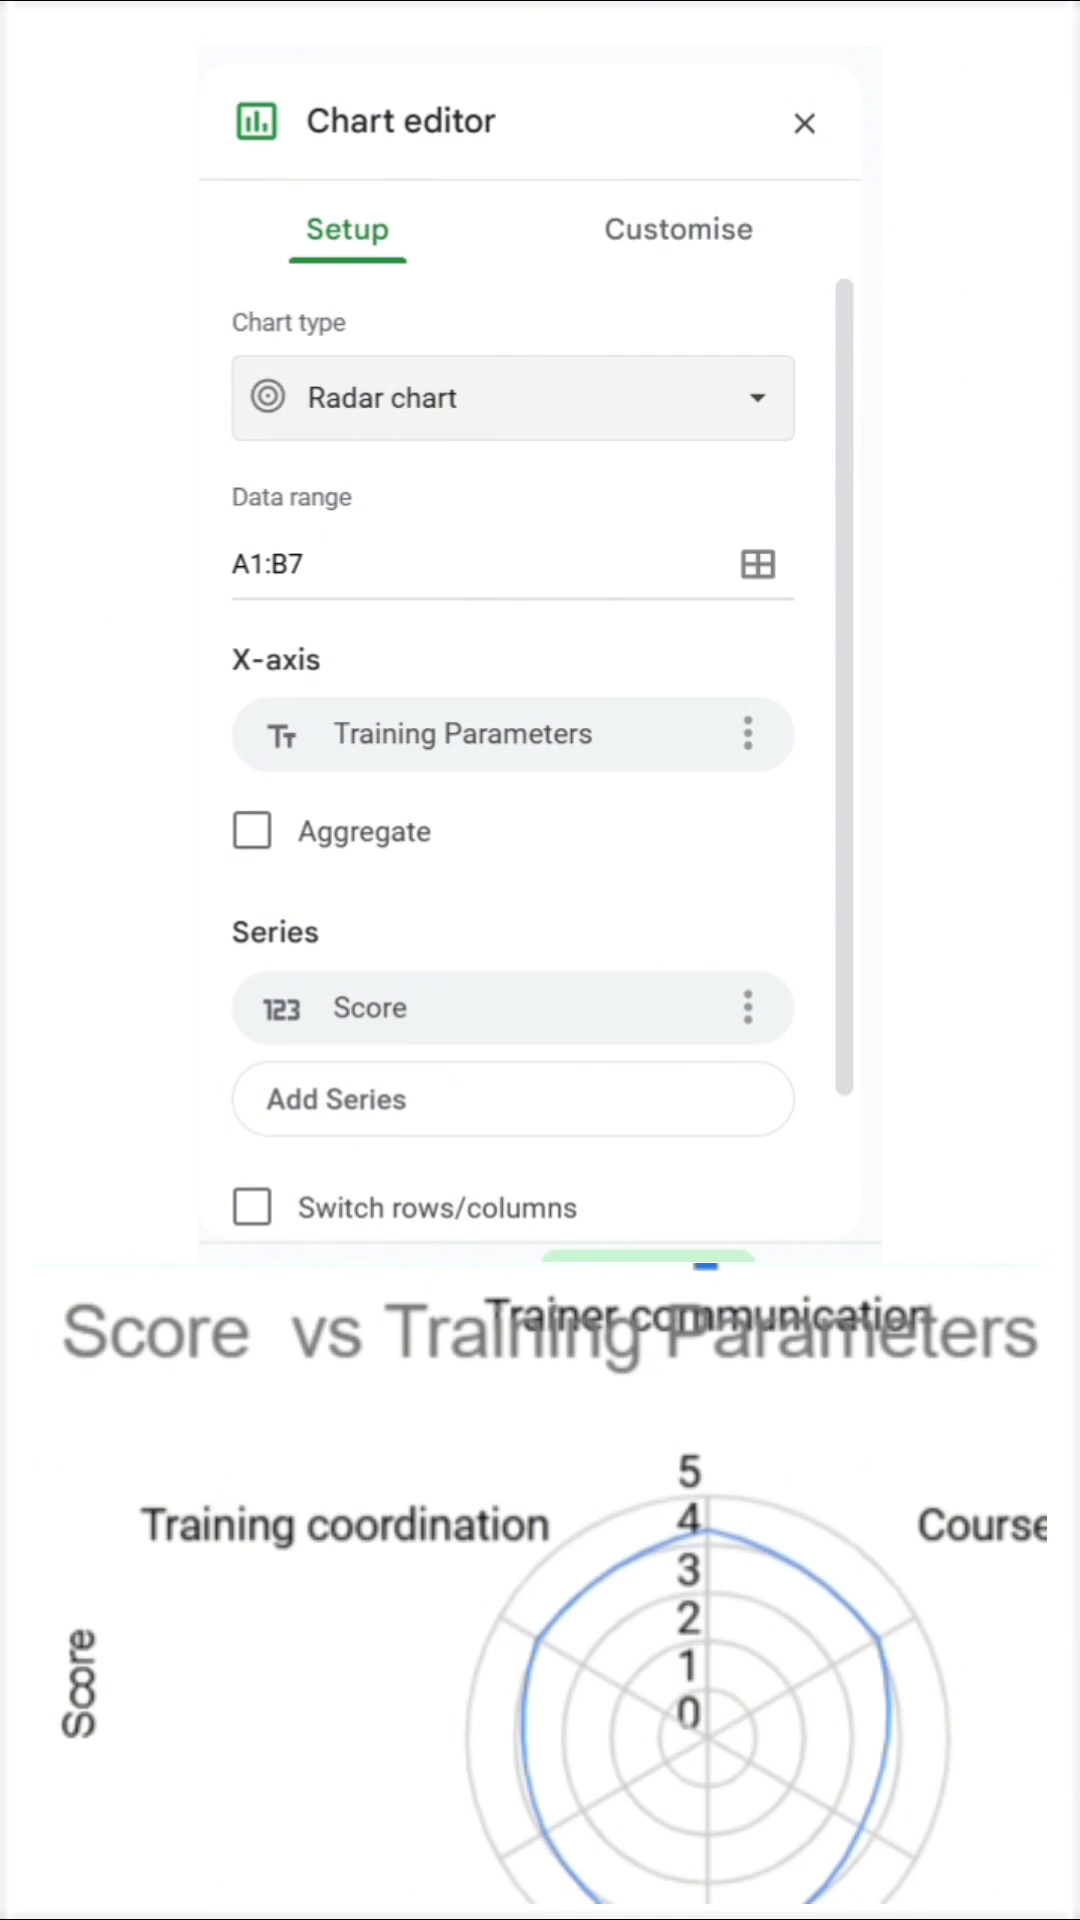 Chart editor
Setup
Customise
Chart type
Radar chart
Data range
A1:B7
X-axis
Tт Training Parameters
Aggregate
Series
123 Score
Add Series
Switch rows/columns
Trainer communication
Score vs Training Parameters
5
Training coordination
4
Course
3
2
Score
1
0